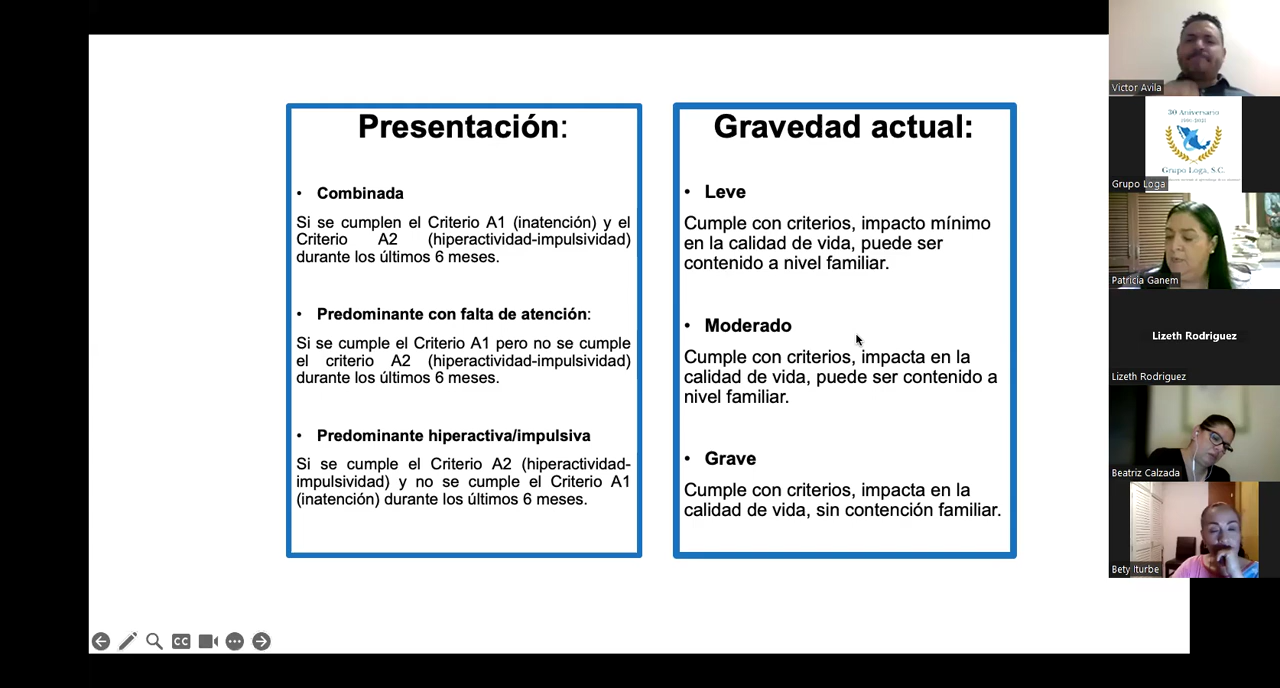 Presentación:
• Combinada
Si se cumplen el Criterio A1 (inatención) y el
Criterio A2 (hiperactividad-impulsividad)
durante los últimos 6 meses.
• Predominante con falta de atención:
Si se cumple el Criterio A1 pero no se cumple
el criterio A2 (hiperactividad-impulsividad)
durante los últimos 6 meses.
• Predominante hiperactiva/impulsiva
Si se cumple el Criterio A2 (hiperactividad-
impulsividad) y no se cumple el Criterio A1
(inatención) durante los últimos 6 meses.
Gravedad actual:
• Leve
Cumple con criterios, impacto mínimo
en la calidad de vida, puede ser
contenido a nivel familiar.
• Moderado
Cumple con criterios, impacta en la
calidad de vida, puede ser contenido a
nivel familiar.
• Grave
Cumple con criterios, impacta en la
calidad de vida, sin contención familiar.
CC
Victor Avila
30 Aniversario
Grupo Loga, S.C.
Grupo Loga
Patricia Ganem
Lizeth Rodriguez
Lizeth Rodriguez
Beatriz Calzada
Bety Iturbe